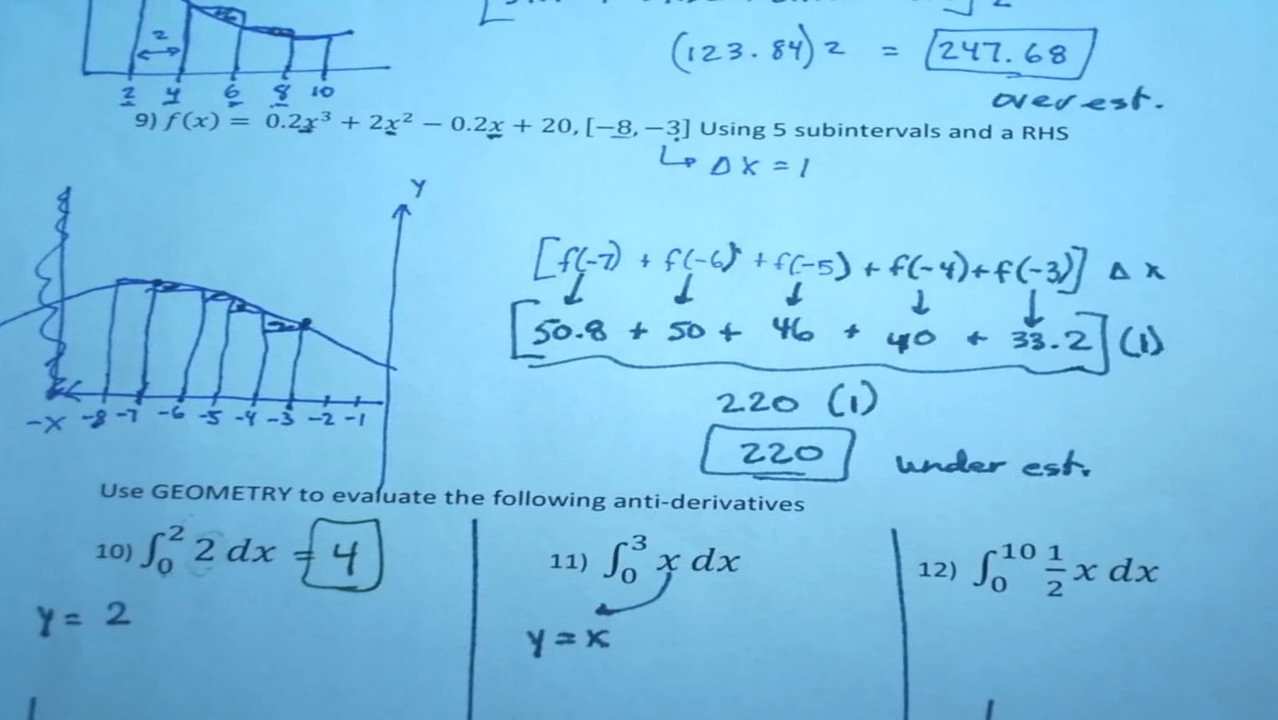 (123.84) 2 = 247.68
over est.
2
2 4 6 8 10
9) f(x) = 0.2x³ + 2x² − 0.2x + 20, [−8, −3] Using 5 subintervals and a RHS
Δx = 1
y
[f(-7) + f(-6) + f(-5) + f(-4) + f(-3)] Δx
[50.8 + 50 + 46 + 40 + 33.2] (1)
-x -8 -7 -6 -5 -4 -3 -2 -1
220 (1)
220 under est.
Use GEOMETRY to evaluate the following anti-derivatives
10) ∫₀² 2 dx = 4
11) ∫₀³ x dx
12) ∫₀¹⁰ ½ x dx
y = 2
y = x